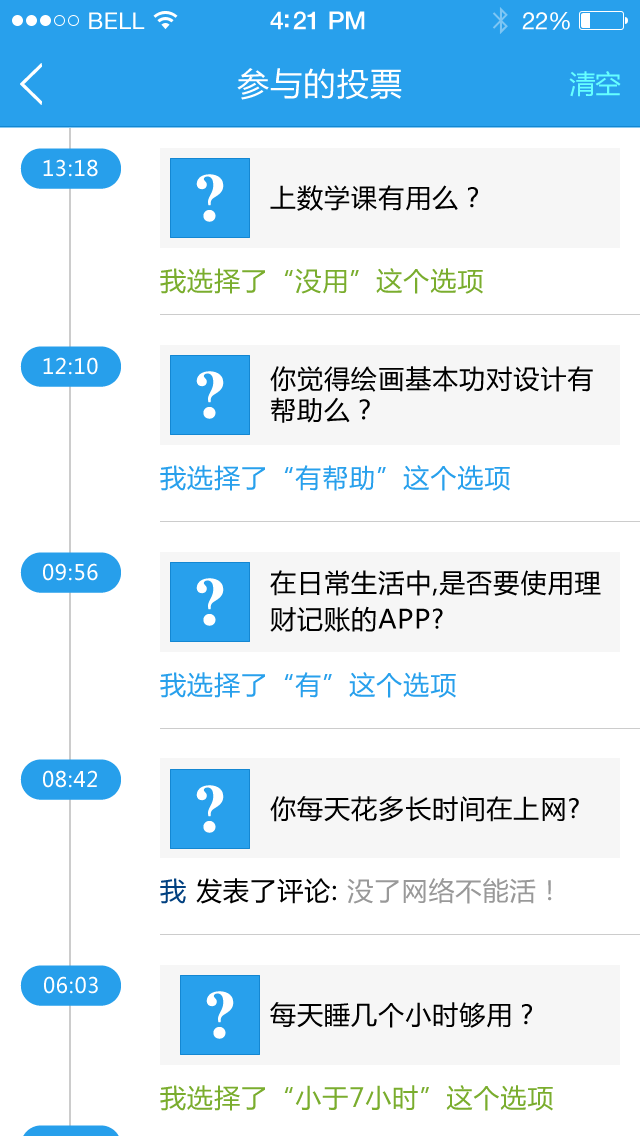 BELL 4:21 PM 22%
参与的投票 清空
13:18
?
上数学课有用么？
我选择了“没用”这个选项
12:10
?
你觉得绘画基本功对设计有
帮助么？
我选择了“有帮助”这个选项
09:56
?
在日常生活中,是否要使用理
财记账的APP?
我选择了“有”这个选项
08:42
?
你每天花多长时间在上网?
我 发表了评论: 没了网络不能活！
06:03
?
每天睡几个小时够用？
我选择了“小于7小时”这个选项